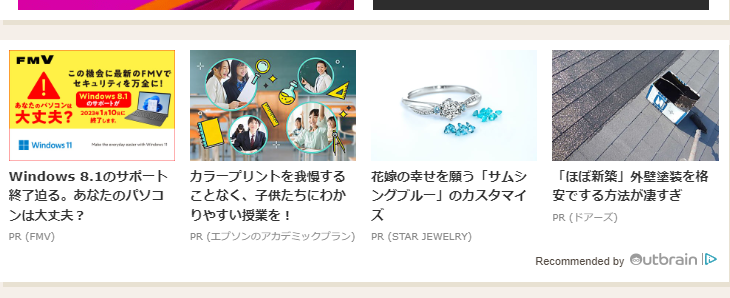 FMV
この機会に最新のFMVで
セキュリティを万全に!
Windows 8.1
のサポートが
2023年1月10日に
終了します。
あなたのパソコンは
大丈夫?
Windows 11
Make the everyday easier with Windows 11
Windows 8.1のサポート
終了迫る。あなたのパソコ
ンは大丈夫？
PR (FMV)
カラープリントを我慢する
ことなく、子供たちにわか
りやすい授業を！
PR (エプソンのアカデミックプラン)
花嫁の幸せを願う「サムシ
ングブルー」のカスタマイ
ズ
PR (STAR JEWELRY)
「ほぼ新築」外壁塗装を格
安でする方法が凄すぎ
PR (ドアーズ)
Recommended by Outbrain